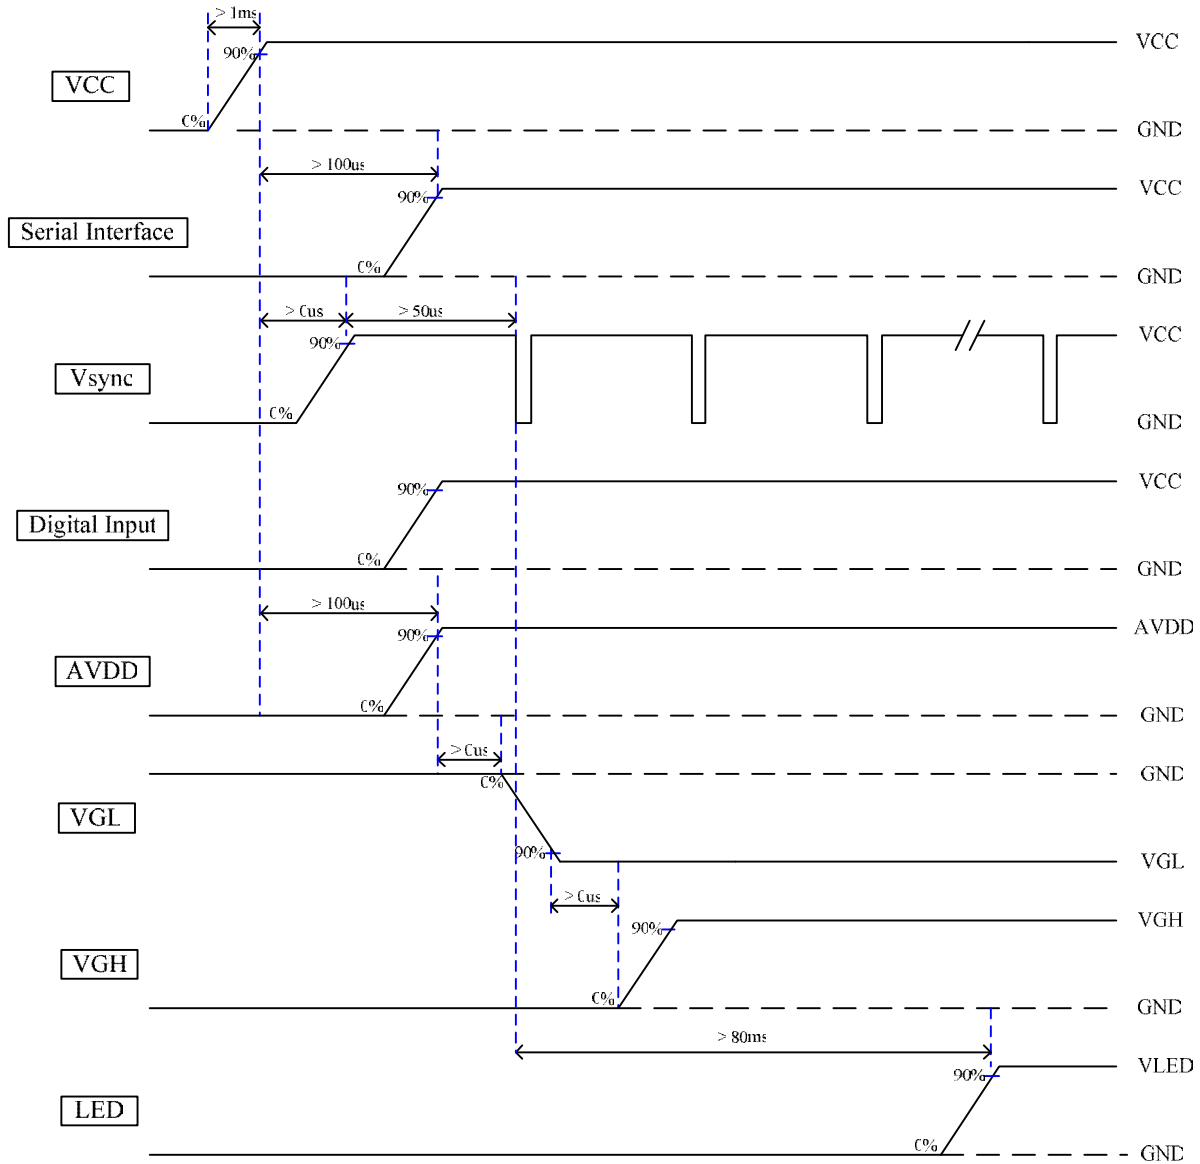 > 1ms
90%
VCC
VCC
0%
GND
> 100us
90%
VCC
Serial Interface
0%
GND
> 0us
> 50us
90%
VCC
Vsync
0%
GND
90%
VCC
Digital Input
0%
GND
> 100us
90%
AVDD
AVDD
0%
GND
> 0us
0%
GND
VGL
90%
VGL
> 0us
90%
VGH
VGH
0%
GND
> 80ms
90%
VLED
LED
0%
GND